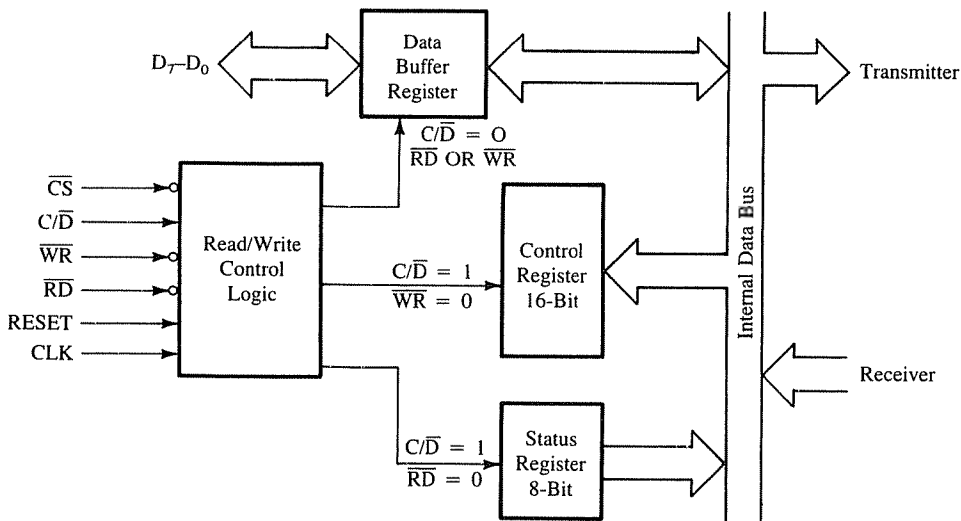 D₇–D₀
Data
Buffer
Register
Transmitter
C/D̅ = O
R̅D̅ OR W̅R̅
C̅S̅
C/D̅
W̅R̅
R̅D̅
RESET
CLK
Read/Write
Control
Logic
C/D̅ = 1
W̅R̅ = 0
Control
Register
16-Bit
Internal Data Bus
Receiver
C/D̅ = 1
R̅D̅ = 0
Status
Register
8-Bit